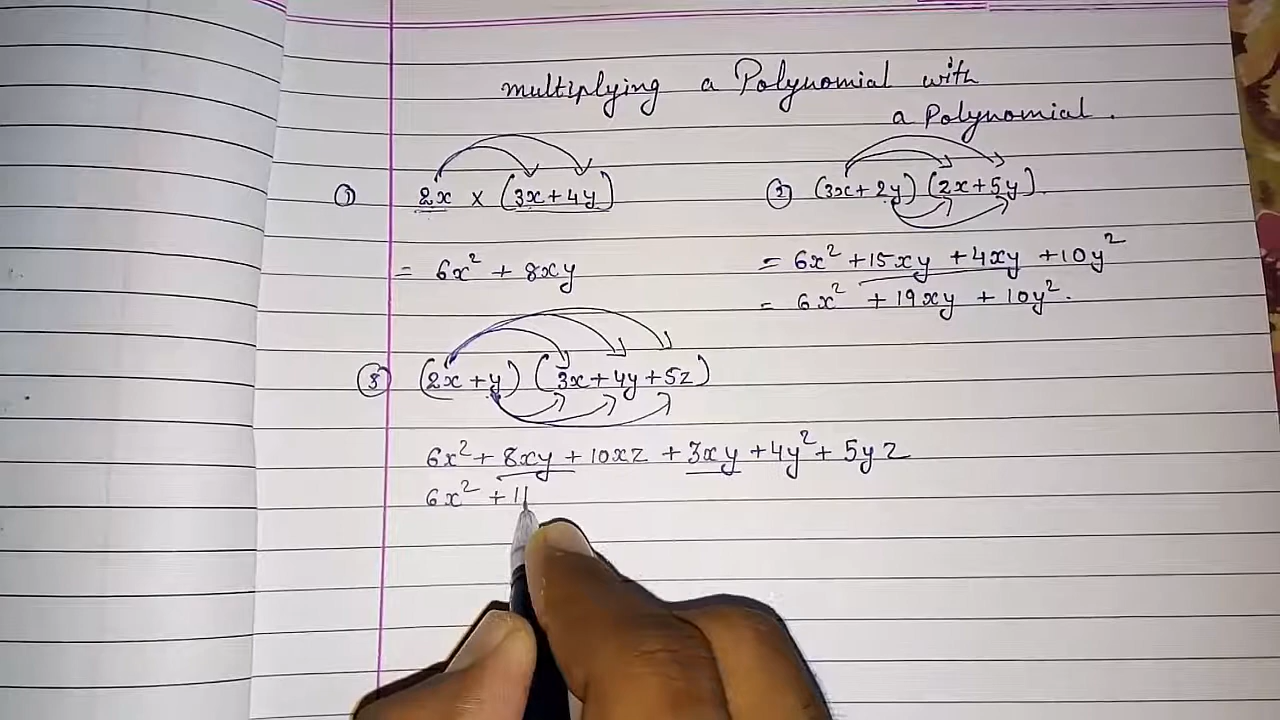 multiplying a Polynomial with
a Polynomial.
① 2x × (3x+4y)
= 6x² + 8xy
② (3x+2y) (2x+5y).
= 6x² +15xy +4xy +10y²
= 6x² +19xy + 10y².
③ (2x+y) (3x+4y+5z)
6x² + 8xy + 10xz + 3xy + 4y² + 5yz
6x² + 11